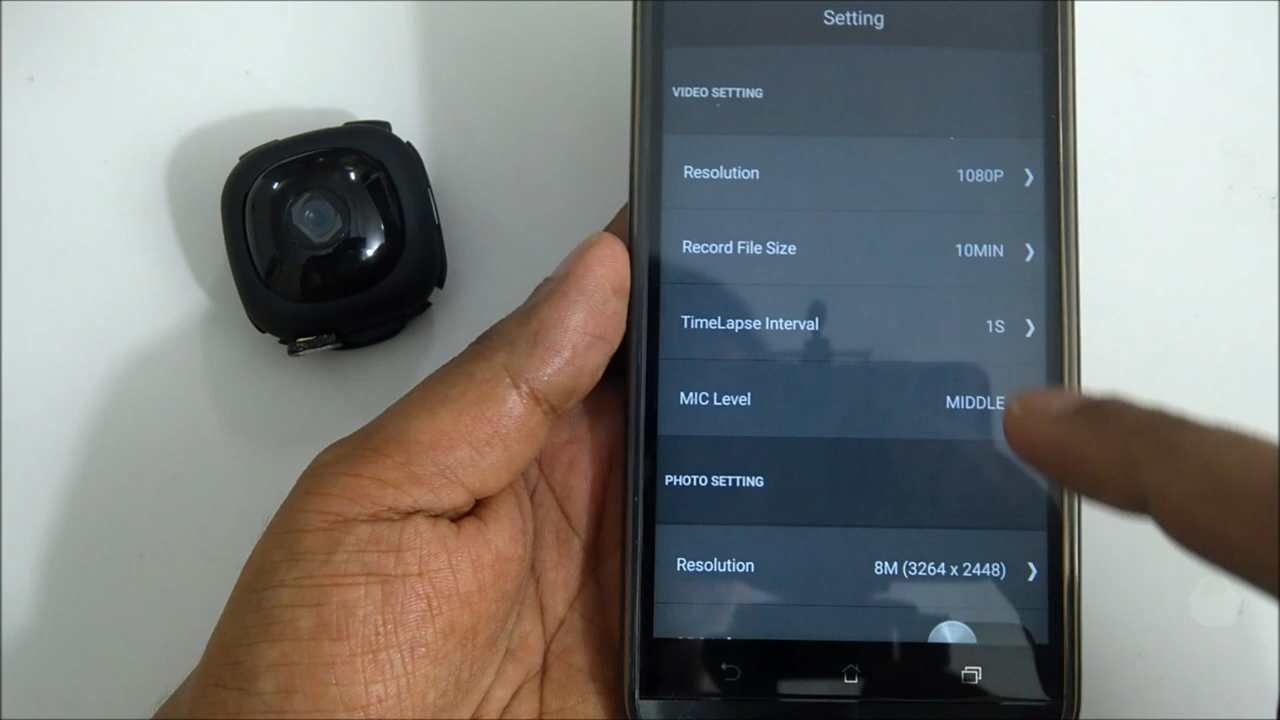 Setting
VIDEO SETTING
Resolution 1080P
Record File Size 10MIN
TimeLapse Interval 1S
MIC Level MIDDLE
PHOTO SETTING
Resolution 8M (3264 x 2448)